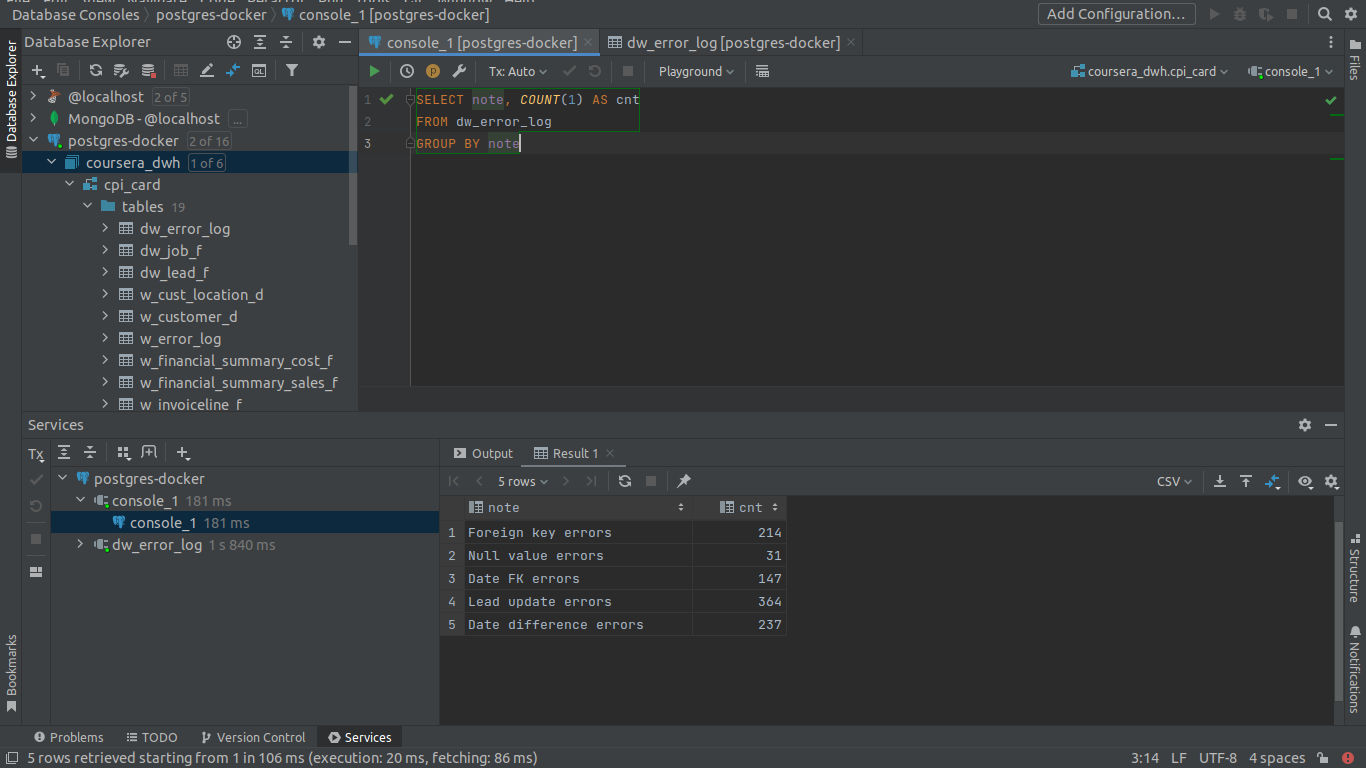 Database Consoles postgres-docker console_1 [postgres-docker]
Add Configuration...
Database Explorer
console_1 [postgres-docker]
dw_error_log [postgres-docker]
Tx: Auto
Playground
coursera_dwh.cpi_card
console_1
@localhost 2 of 5
MongoDB - @localhost ...
postgres-docker 2 of 16
coursera_dwh 1 of 6
cpi_card
tables 19
dw_error_log
dw_job_f
dw_lead_f
w_cust_location_d
w_customer_d
w_error_log
w_financial_summary_cost_f
w_financial_summary_sales_f
w_invoiceline_f
1 SELECT note, COUNT(1) AS cnt
2 FROM dw_error_log
3 GROUP BY note
Database Explorer
Bookmarks
Files
Structure
Notifications
Services
Tx
postgres-docker
console_1 181 ms
console_1 181 ms
dw_error_log 1 s 840 ms
Output
Result 1
5 rows
CSV
note cnt
1 Foreign key errors 214
2 Null value errors 31
3 Date FK errors 147
4 Lead update errors 364
5 Date difference errors 237
Problems
TODO
Version Control
Services
5 rows retrieved starting from 1 in 106 ms (execution: 20 ms, fetching: 86 ms)
3:14 LF UTF-8 4 spaces